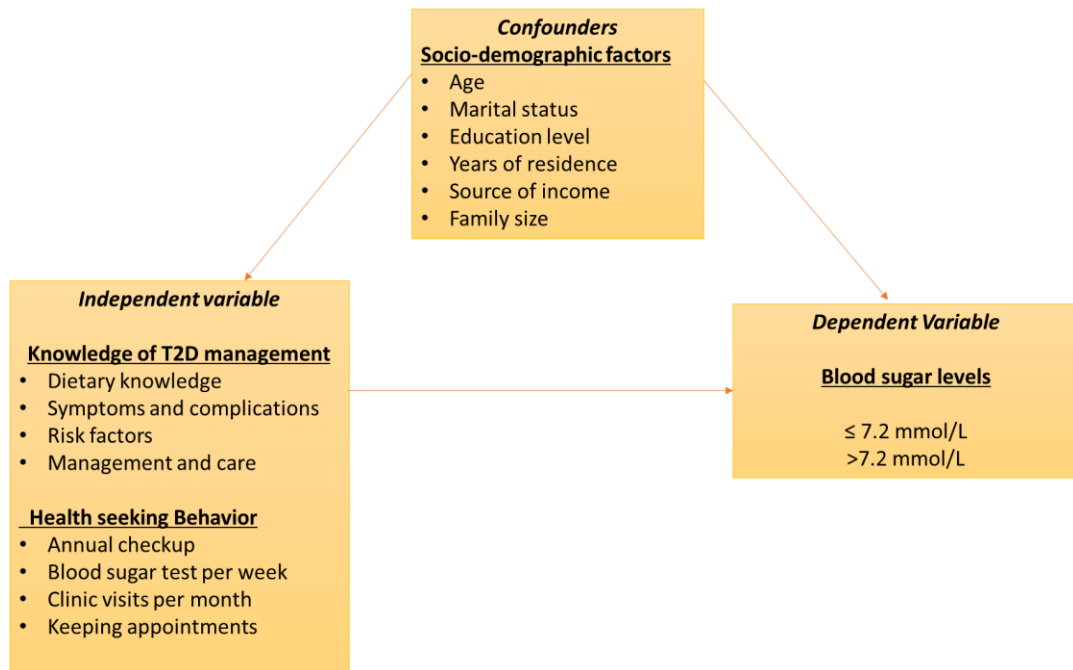 Confounders
Socio-demographic factors
• Age
• Marital status
• Education level
• Years of residence
• Source of income
• Family size
Independent variable
Knowledge of T2D management
• Dietary knowledge
• Symptoms and complications
• Risk factors
• Management and care
Health seeking Behavior
• Annual checkup
• Blood sugar test per week
• Clinic visits per month
• Keeping appointments
Dependent Variable
Blood sugar levels
≤ 7.2 mmol/L
>7.2 mmol/L